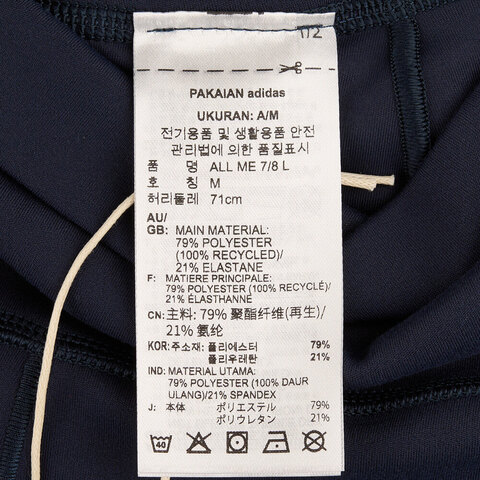 112
PAKAIAN adidas
UKURAN: A/M
전기용품 및 생활용품 안전
관리법에 의한 품질표시
품 명 ALL ME 7/8 L
호 칭 M
허리둘레 71cm
AU/
GB: MAIN MATERIAL:
79% POLYESTER
(100% RECYCLED)/
21% ELASTANE
F: MATIERE PRINCIPALE:
79% POLYESTER (100% RECYCLÉ)/
21% ÉLASTHANNE
CN: 主料: 79% 聚酯纤维(再生)/
21% 氨纶
KOR: 주소재: 폴리에스터 79%
폴리우레탄 21%
IND: MATERIAL UTAMA:
79% POLYESTER (100% DAUR
ULANG)/21% SPANDEX
J: 本体 ポリエステル 79%
ポリウレタン 21%
40